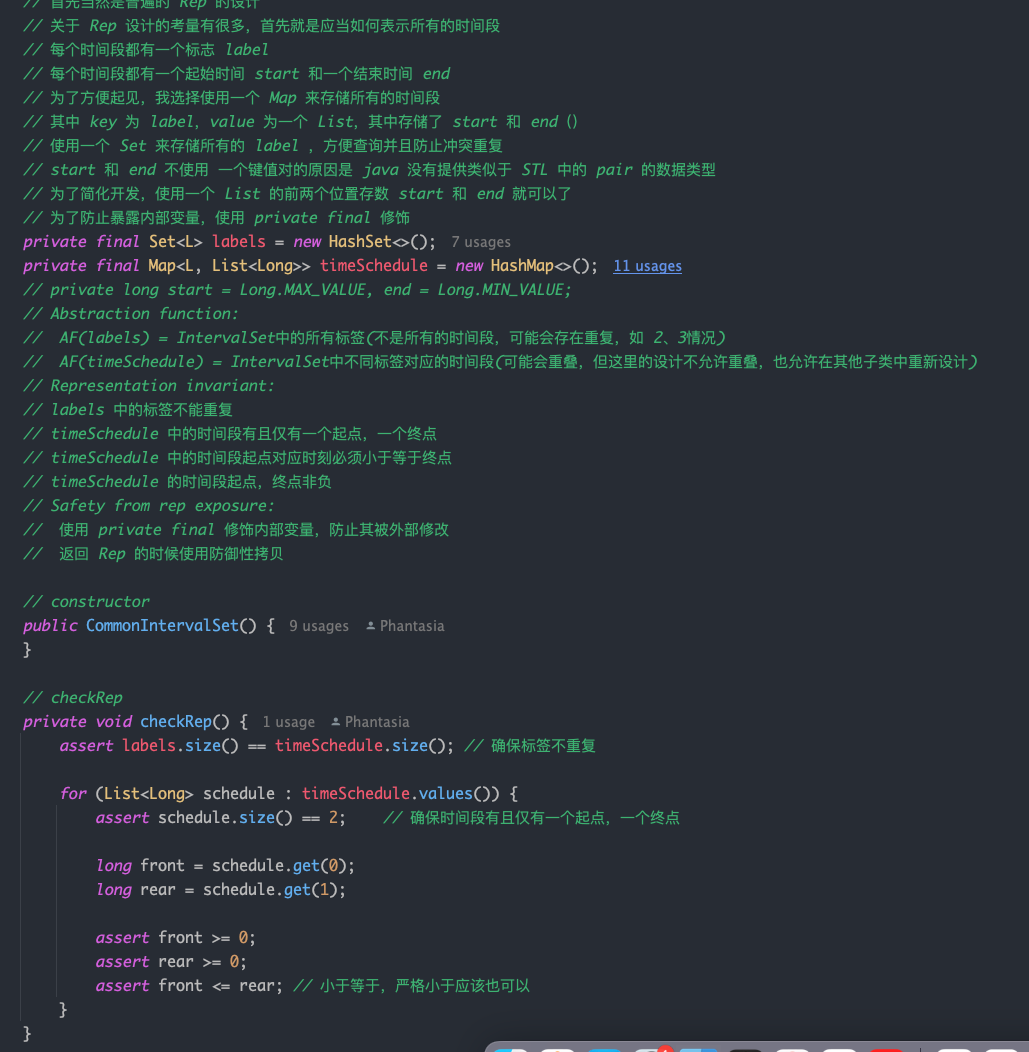 // 首先当然是普遍的 Rep 的设计
// 关于 Rep 设计的考量有很多，首先就是应当如何表示所有的时间段
// 每个时间段都有一个标志 label
// 每个时间段都有一个起始时间 start 和一个结束时间 end
// 为了方便起见，我选择使用一个 Map 来存储所有的时间段
// 其中 key 为 label，value 为一个 List，其中存储了 start 和 end ()
// 使用一个 Set 来存储所有的 label ，方便查询并且防止冲突重复
// start 和 end 不使用 一个键值对的原因是 java 没有提供类似于 STL 中的 pair 的数据类型
// 为了简化开发，使用一个 List 的前两个位置存数 start 和 end 就可以了
// 为了防止暴露内部变量，使用 private final 修饰
private final Set<L> labels = new HashSet<>(); 7 usages
private final Map<L, List<Long>> timeSchedule = new HashMap<>(); 11 usages
// private long start = Long.MAX_VALUE, end = Long.MIN_VALUE;
// Abstraction function:
//  AF(labels) = IntervalSet中的所有标签(不是所有的时间段，可能会存在重复，如 2、3情况)
//  AF(timeSchedule) = IntervalSet中不同标签对应的时间段(可能会重叠，但这里的设计不允许重叠，也允许在其他子类中重新设计)
// Representation invariant:
// labels 中的标签不能重复
// timeSchedule 中的时间段有且仅有一个起点，一个终点
// timeSchedule 中的时间段起点对应时刻必须小于等于终点
// timeSchedule 的时间段起点，终点非负
// Safety from rep exposure:
//  使用 private final 修饰内部变量，防止其被外部修改
//  返回 Rep 的时候使用防御性拷贝
// constructor
public CommonIntervalSet() { 9 usages Phantasia
}
// checkRep
private void checkRep() { 1 usage Phantasia
assert labels.size() == timeSchedule.size(); // 确保标签不重复
for (List<Long> schedule : timeSchedule.values()) {
assert schedule.size() == 2; // 确保时间段有且仅有一个起点，一个终点
long front = schedule.get(0);
long rear = schedule.get(1);
assert front >= 0;
assert rear >= 0;
assert front <= rear; // 小于等于，严格小于应该也可以
}
}